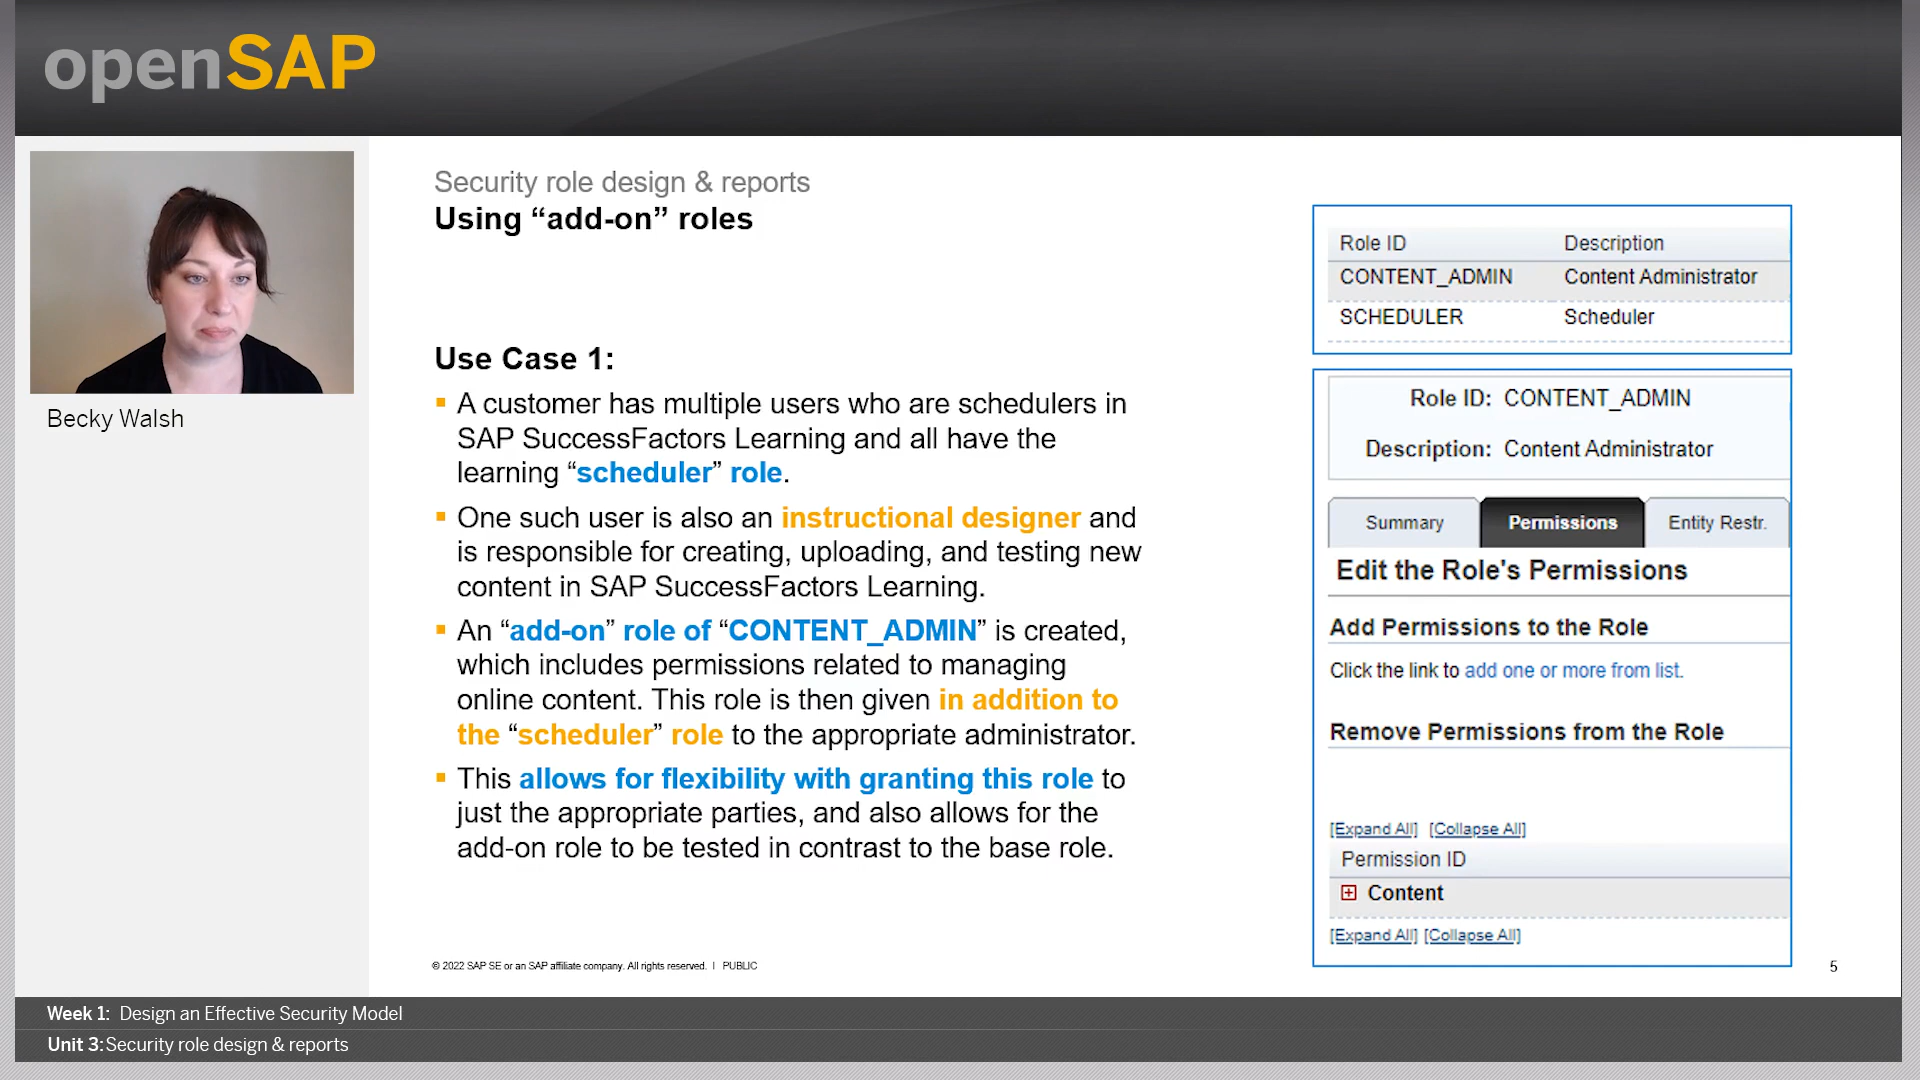 openSAP
Becky Walsh
Security role design & reports
Using “add-on” roles
Use Case 1:
▪ A customer has multiple users who are schedulers in
SAP SuccessFactors Learning and all have the
learning “scheduler” role.
▪ One such user is also an instructional designer and
is responsible for creating, uploading, and testing new
content in SAP SuccessFactors Learning.
▪ An “add-on” role of “CONTENT_ADMIN” is created,
which includes permissions related to managing
online content. This role is then given in addition to
the “scheduler” role to the appropriate administrator.
▪ This allows for flexibility with granting this role to
just the appropriate parties, and also allows for the
add-on role to be tested in contrast to the base role.
Role ID Description
CONTENT_ADMIN Content Administrator
SCHEDULER Scheduler
Role ID: CONTENT_ADMIN
Description: Content Administrator
Summary Permissions Entity Restr.
Edit the Role's Permissions
Add Permissions to the Role
Click the link to add one or more from list.
Remove Permissions from the Role
[Expand All] [Collapse All]
Permission ID
Content
[Expand All] [Collapse All]
© 2022 SAP SE or an SAP affiliate company. All rights reserved. | PUBLIC
5
Week 1: Design an Effective Security Model
Unit 3: Security role design & reports